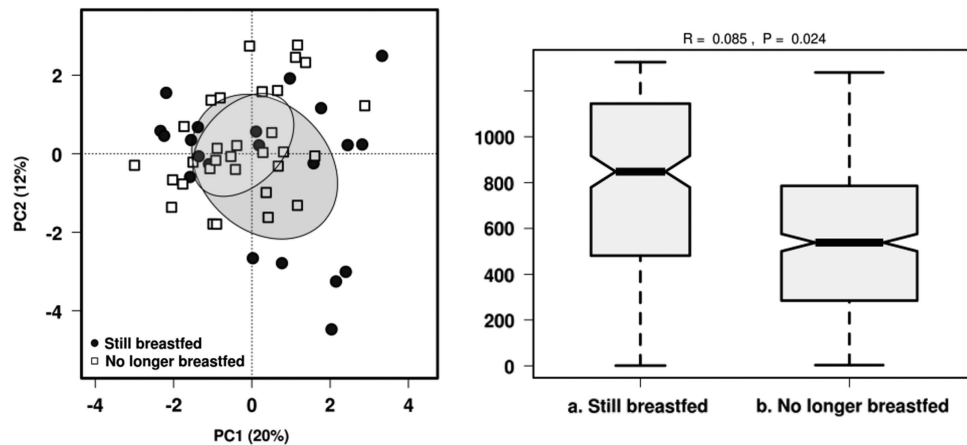 R = 0.085 , P = 0.024
PC2 (12%)
2
0
-2
-4
Still breastfed
No longer breastfed
-4 -2 0 2 4
PC1 (20%)
1000
800
600
400
200
0
a. Still breastfed b. No longer breastfed